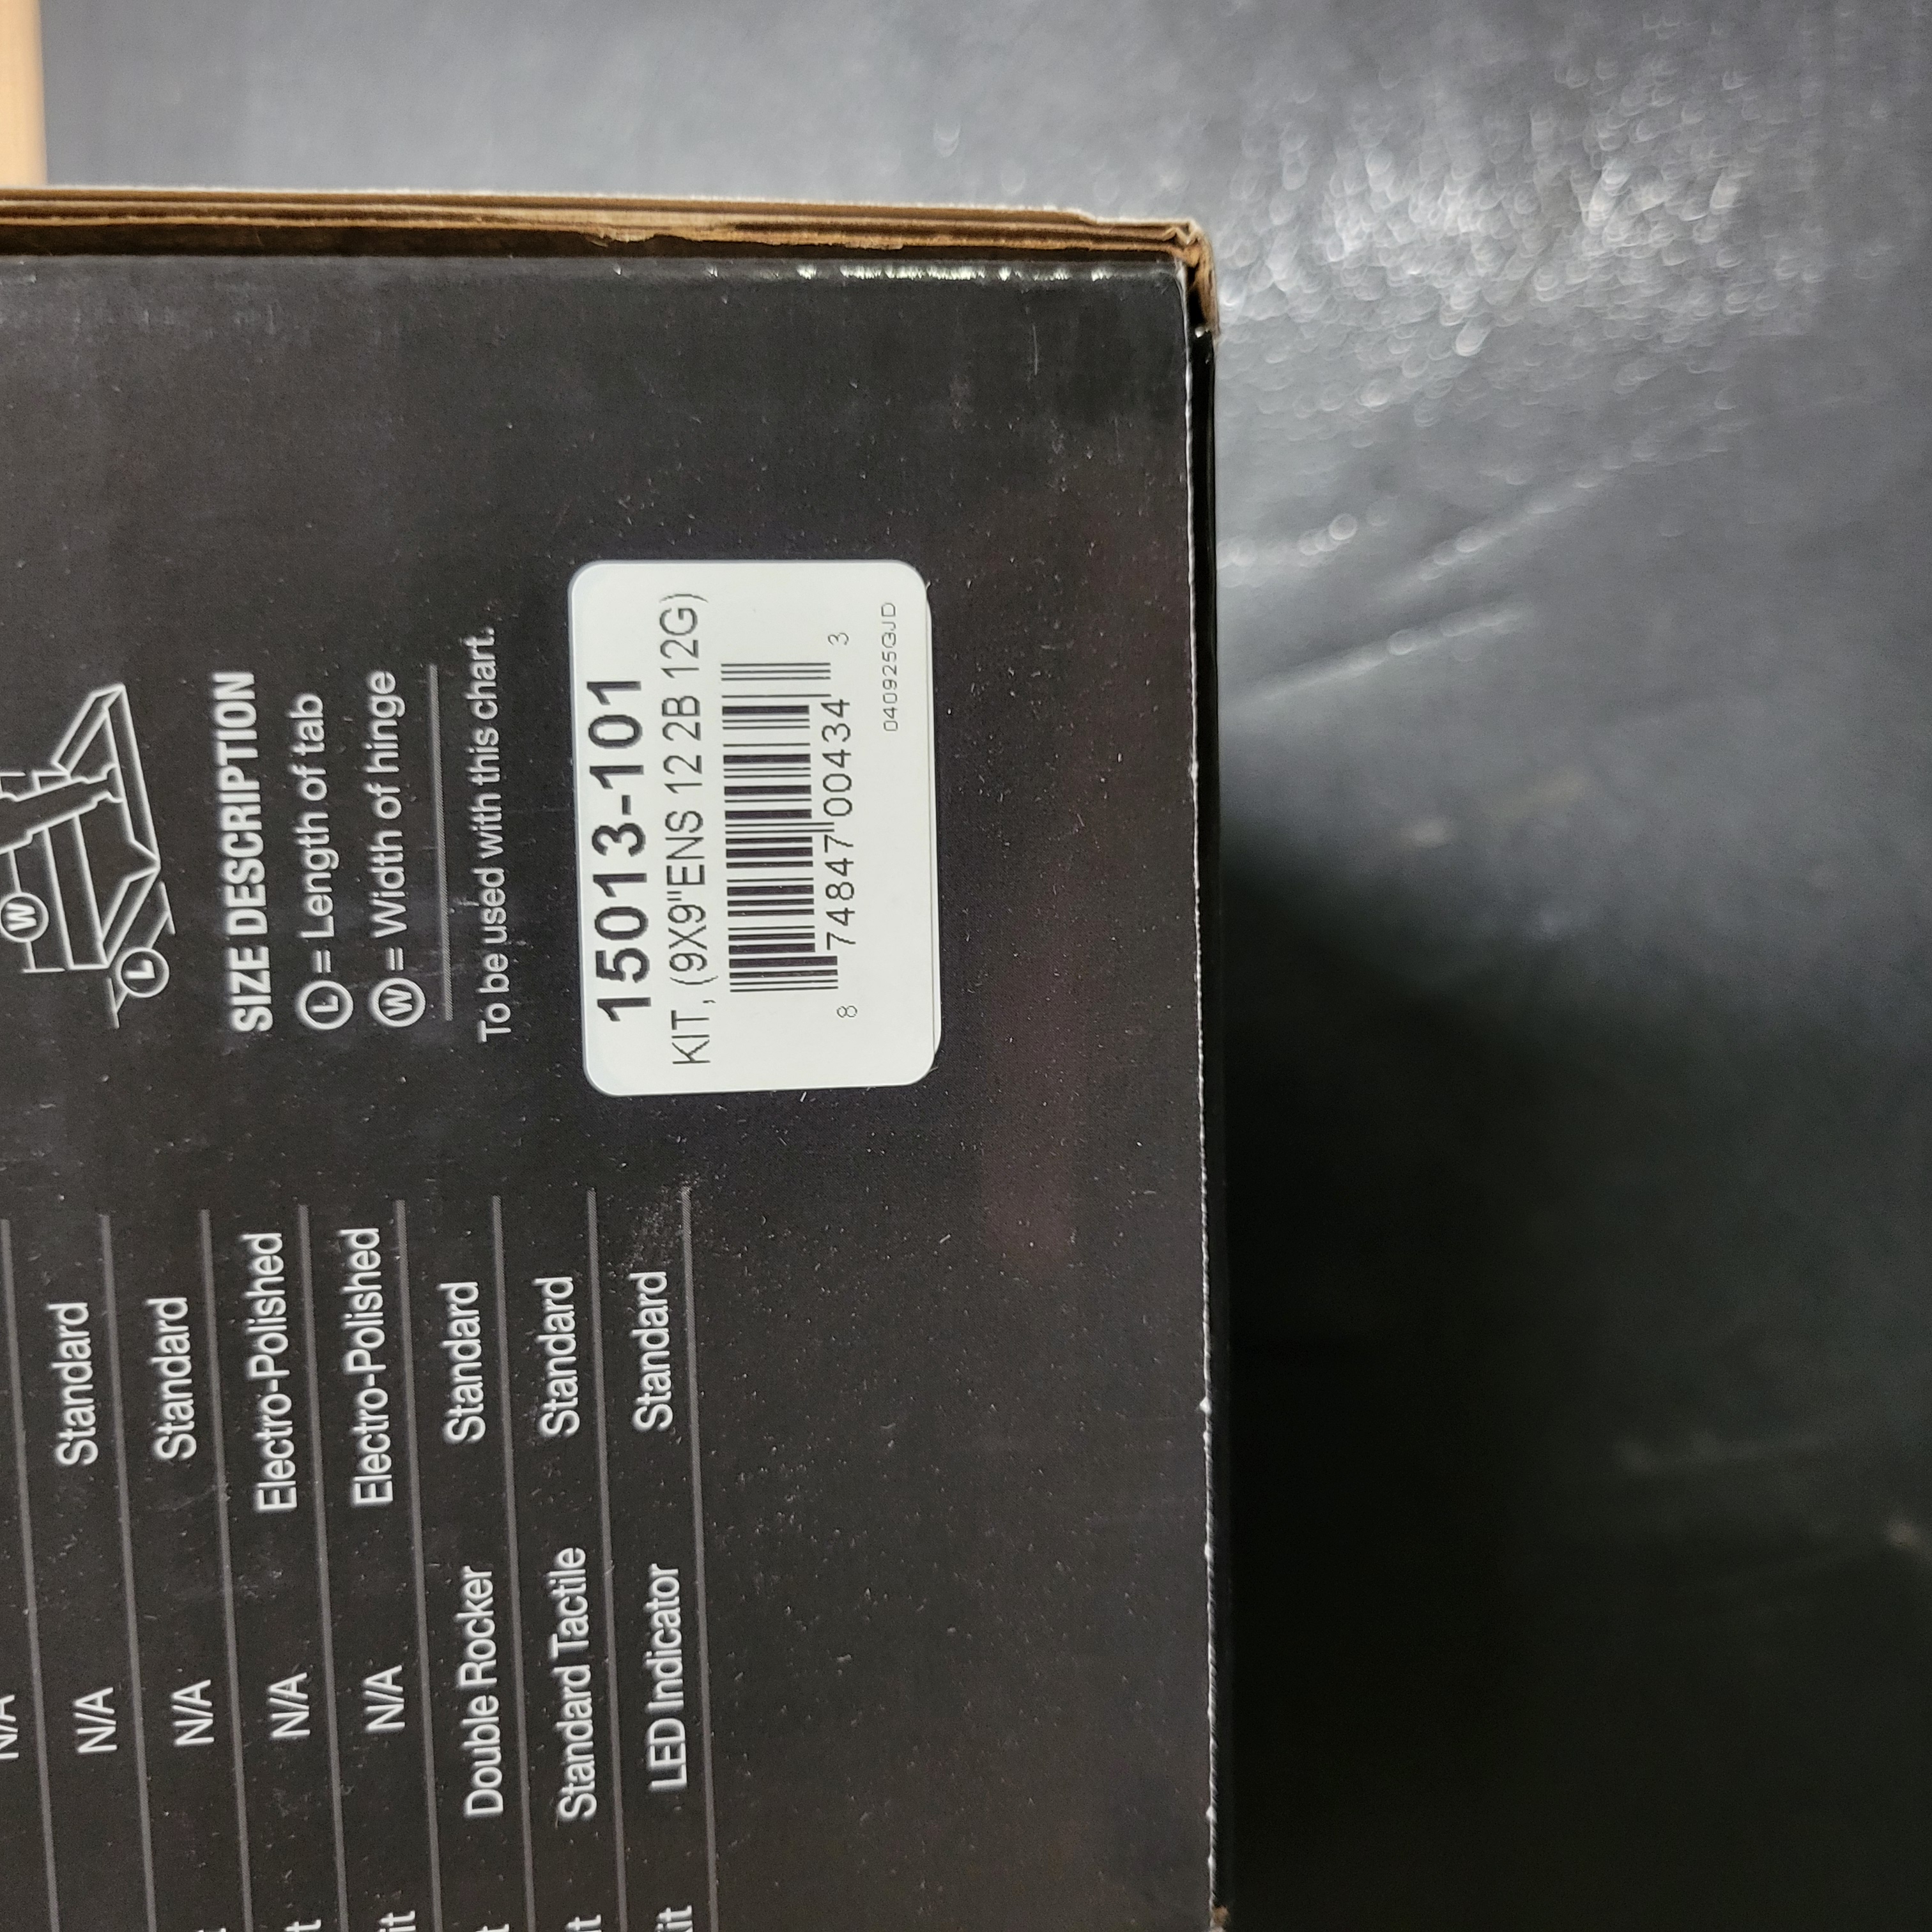 N/A
N/A Standard
N/A Standard
N/A Electro-Polished
N/A Electro-Polished
Double Rocker Standard
Standard Tactile Standard
LED Indicator Standard
W
L
SIZE DESCRIPTION
L = Length of tab
W = Width of hinge
To be used with this chart.
15013-101
KIT, (9X9"ENS 12 2B 12G)
8 74847 00434 3
040925GJD